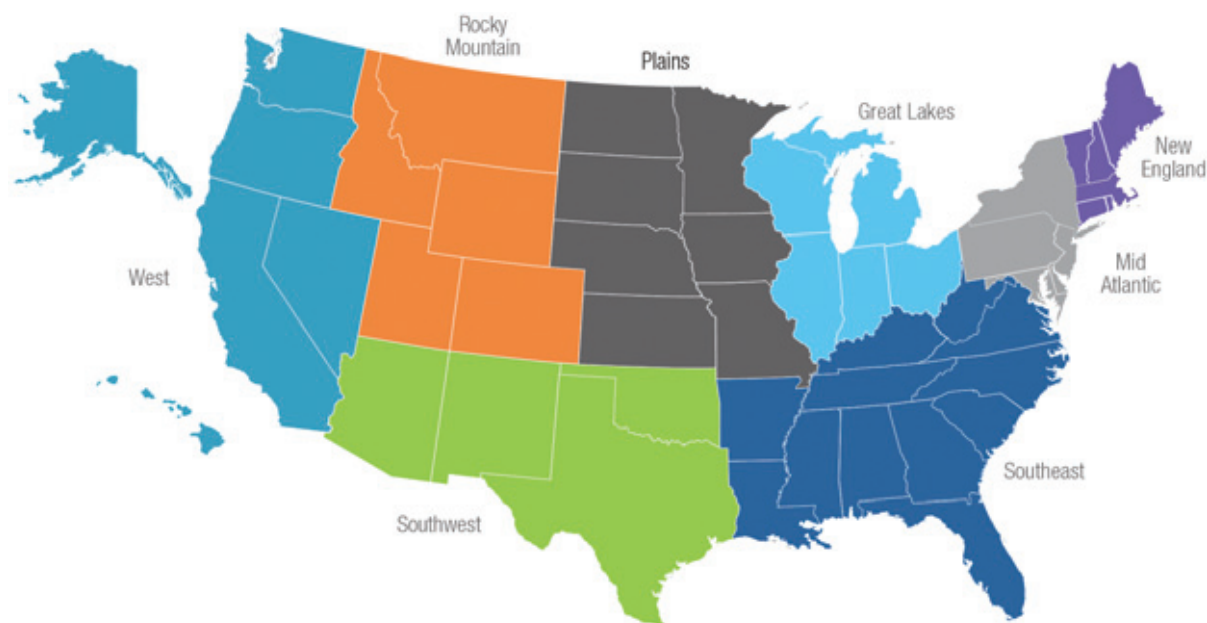 Rocky
Mountain
Plains
Great Lakes
New
England
West
Mid
Atlantic
Southeast
Southwest